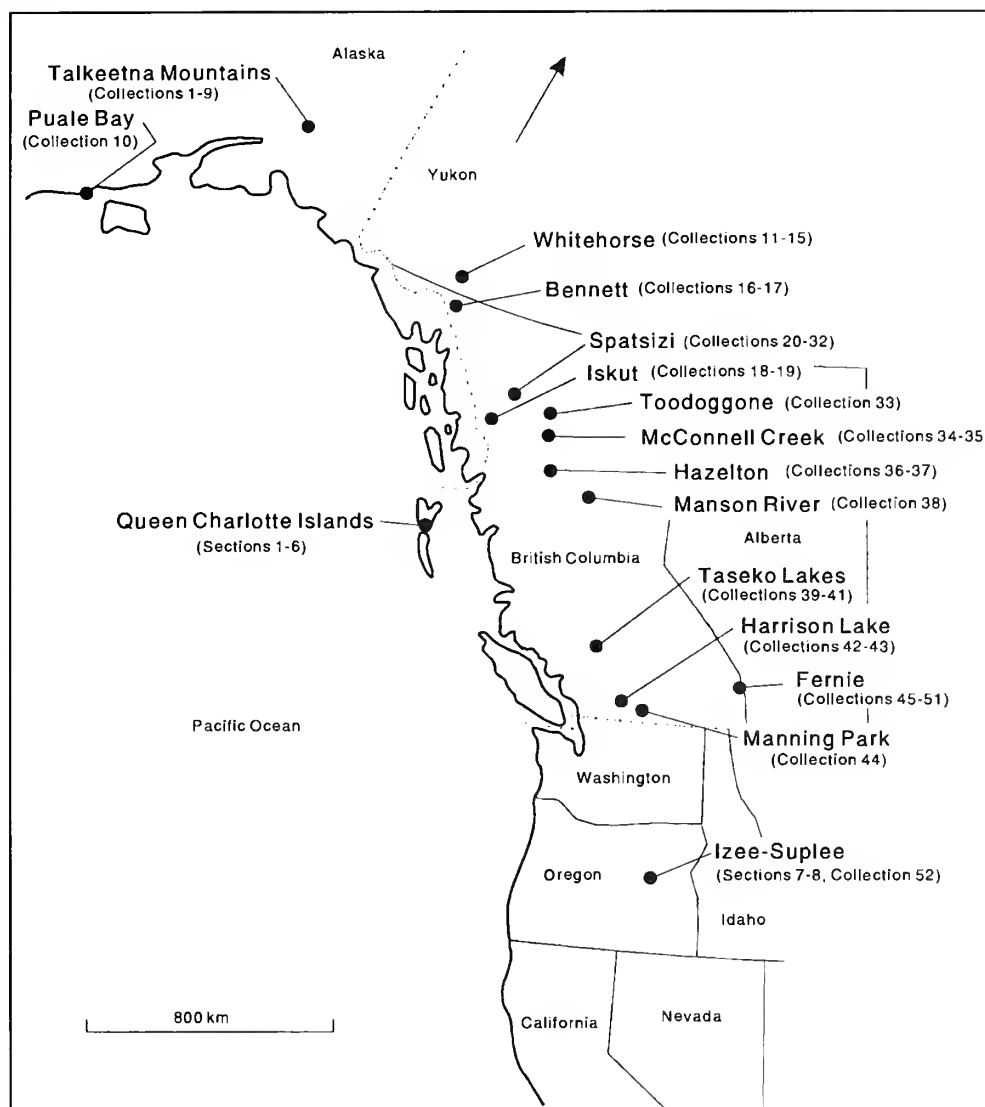 Alaska
Talkeetna Mountains
(Collections 1-9)
Puale Bay
(Collection 10)
Yukon
Whitehorse (Collections 11-15)
Bennett (Collections 16-17)
Spatsizi (Collections 20-32)
Iskut (Collections 18-19)
Toodoggone (Collection 33)
McConnell Creek (Collections 34-35)
Hazelton (Collections 36-37)
Manson River (Collection 38)
Queen Charlotte Islands
(Sections 1-6)
Alberta
British Columbia
Taseko Lakes
(Collections 39-41)
Harrison Lake
(Collections 42-43)
Fernie
(Collections 45-51)
Pacific Ocean
Manning Park
(Collection 44)
Washington
Izee-Suplee
(Sections 7-8, Collection 52)
Oregon
Idaho
800 km
California
Nevada